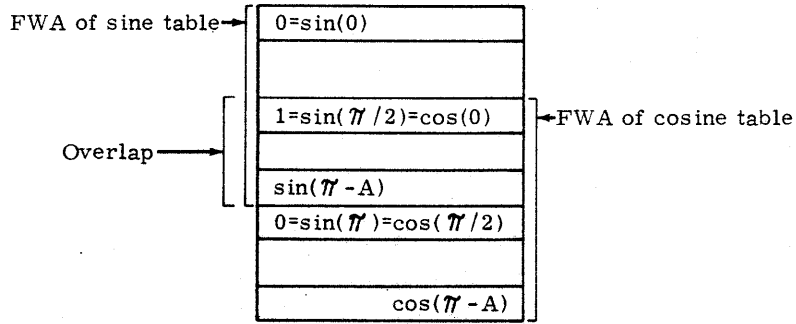 FWA of sine table
0=sin(0)
1=sin(π/2)=cos(0)
FWA of cosine table
Overlap
sin(π-A)
0=sin(π)=cos(π/2)
cos(π-A)